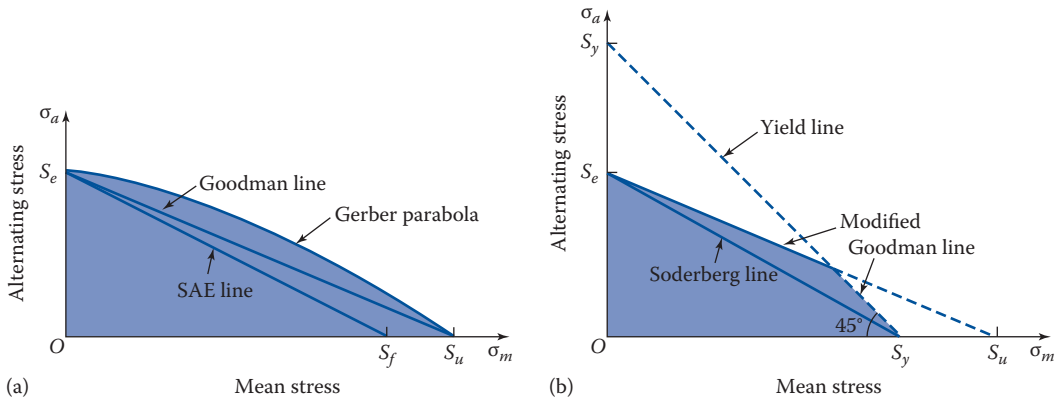 σa
Alternating stress
Se
Goodman line
Gerber parabola
SAE line
O
Sf
Su
σm
(a)
Mean stress
σa
Sy
Alternating stress
Yield line
Se
Modified
Goodman line
Soderberg line
45°
O
Sy
Su
σm
(b)
Mean stress